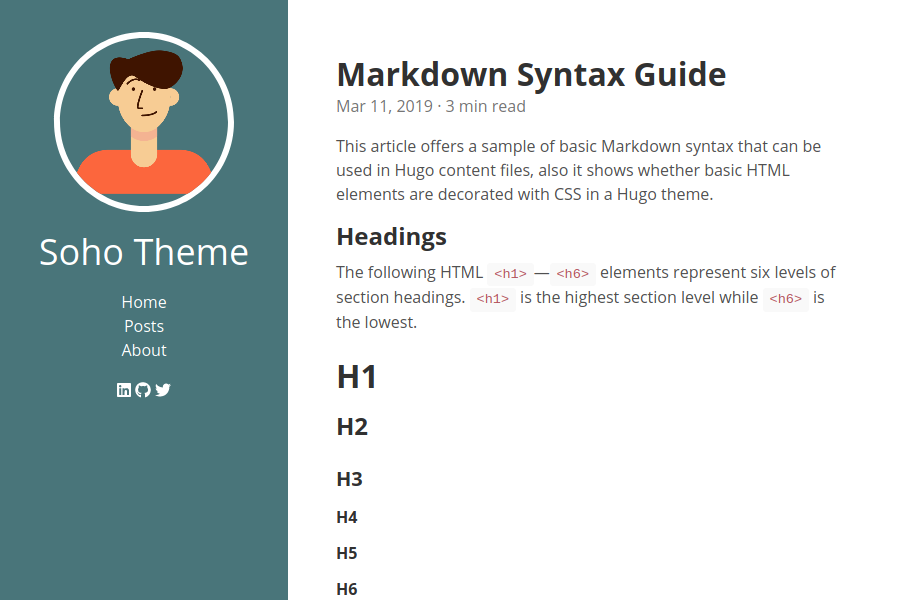 Soho Theme
Home
Posts
About
Markdown Syntax Guide
Mar 11, 2019 · 3 min read
This article offers a sample of basic Markdown syntax that can be
used in Hugo content files, also it shows whether basic HTML
elements are decorated with CSS in a Hugo theme.
Headings
The following HTML <h1> — <h6> elements represent six levels of
section headings. <h1> is the highest section level while <h6> is
the lowest.
H1
H2
H3
H4
H5
H6